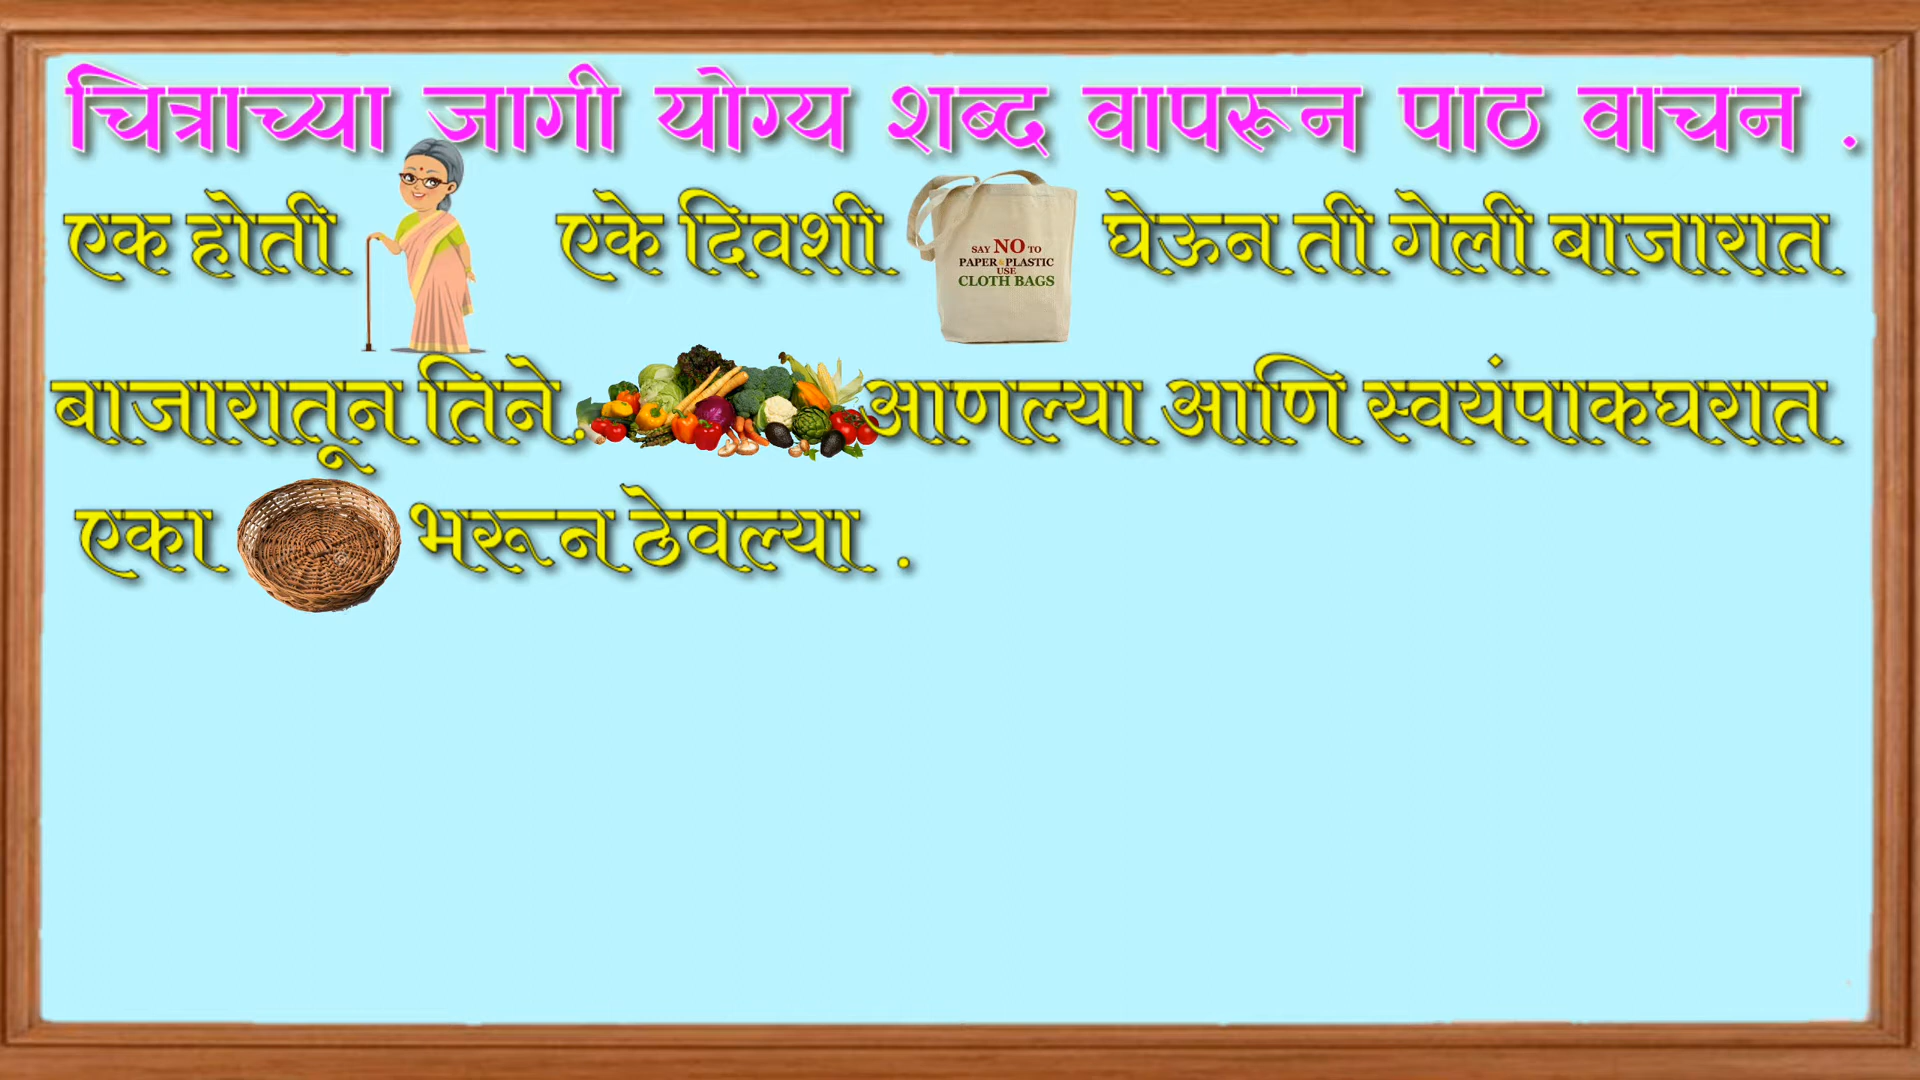 चित्राच्या जागी योग्य शब्द वापरून पाठ वाचन .
एक होती एके दिवशी घेऊन ती गेली बाजारात
SAY NO TO
PAPER & PLASTIC
USE
CLOTH BAGS
बाजारातून तिने. आणल्या आणि स्वयंपाकघरात
एका भरून ठेवल्या .